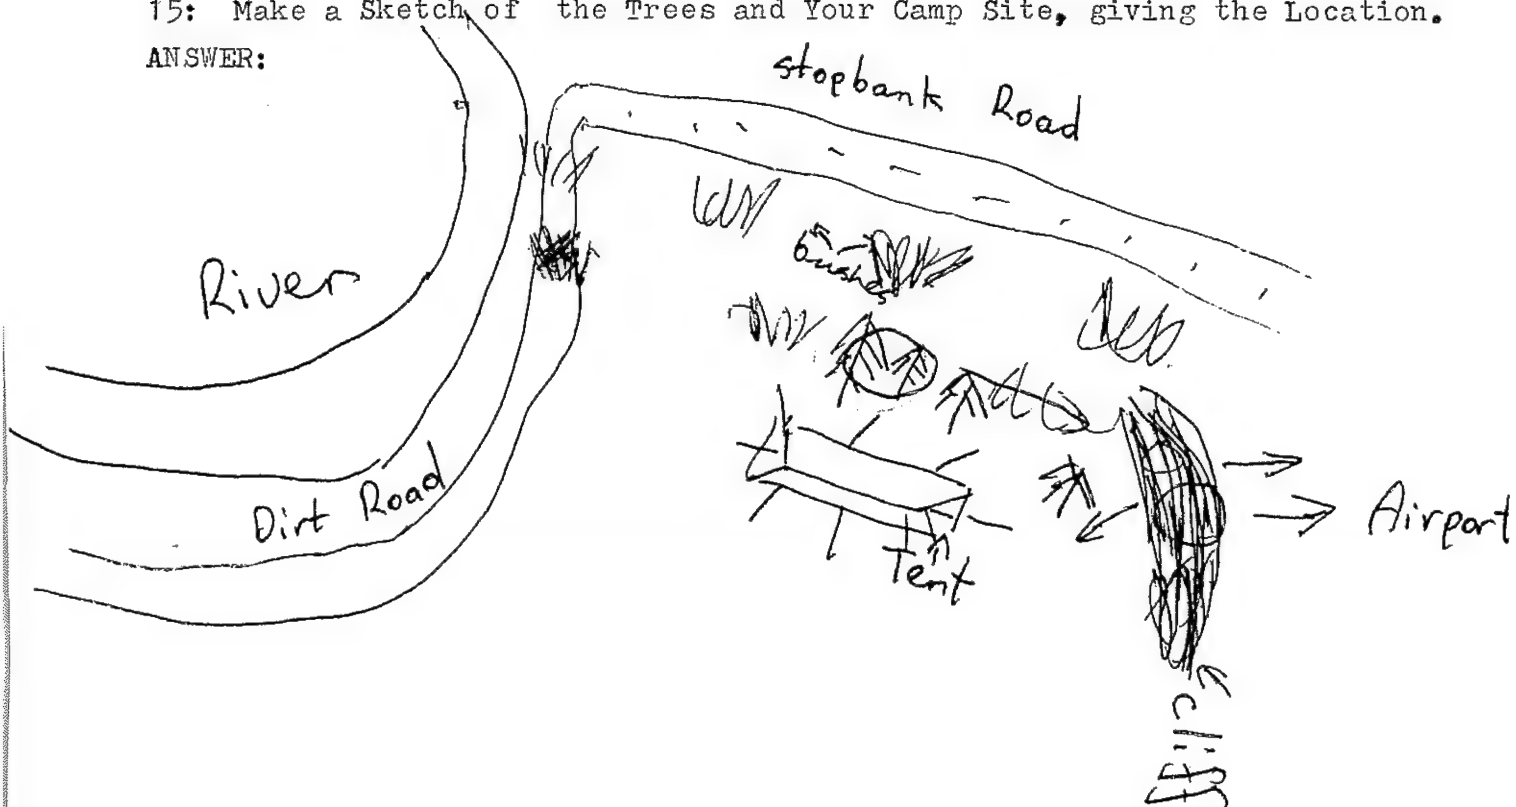 15: Make a Sketch of the Trees and Your Camp Site, giving the Location.
ANSWER:
stopbank Road
bushes
River
Dirt Road
Airport
Tent
cliff